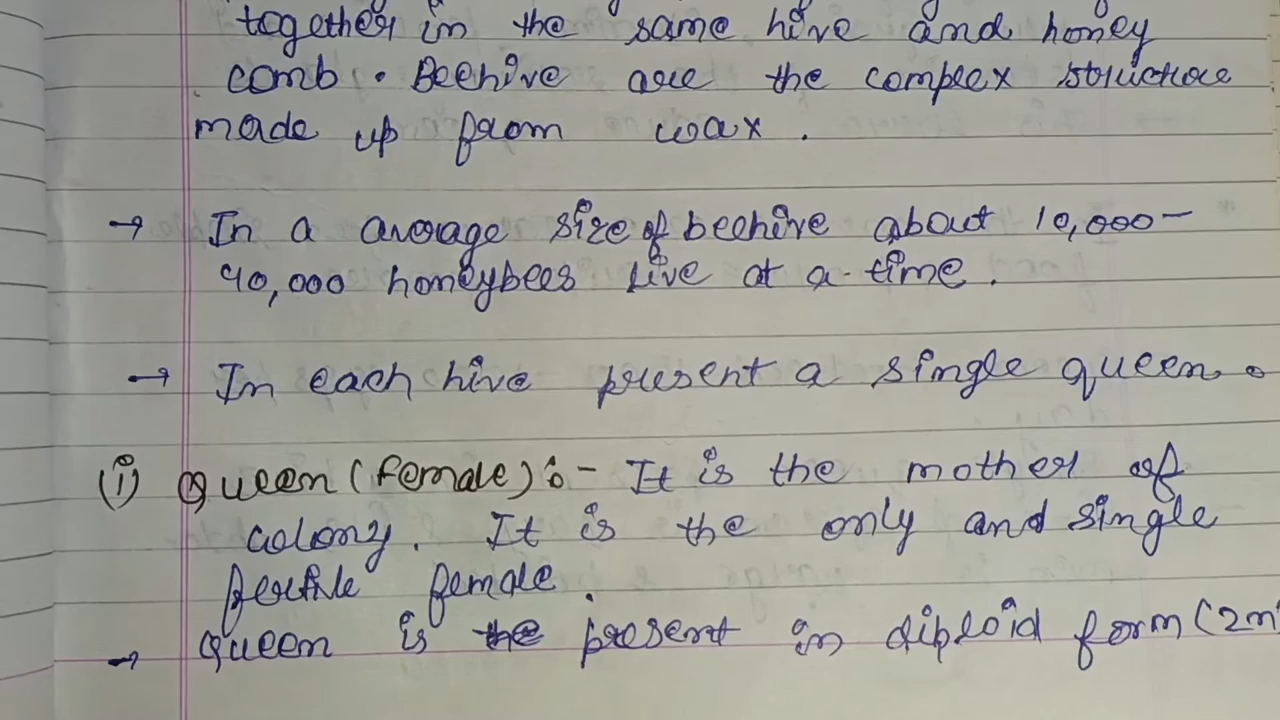 together in the same hive and honey
comb. Beehive are the complex structure
made up from wax.
→ In a average size of beehive about 10,000-
40,000 honeybees live at a time.
→ In each hive present a single queen.
(i) Queen (female) :- It is the mother of
colony. It is the only and single
fertile female.
→ queen is the present in diploid form (2n